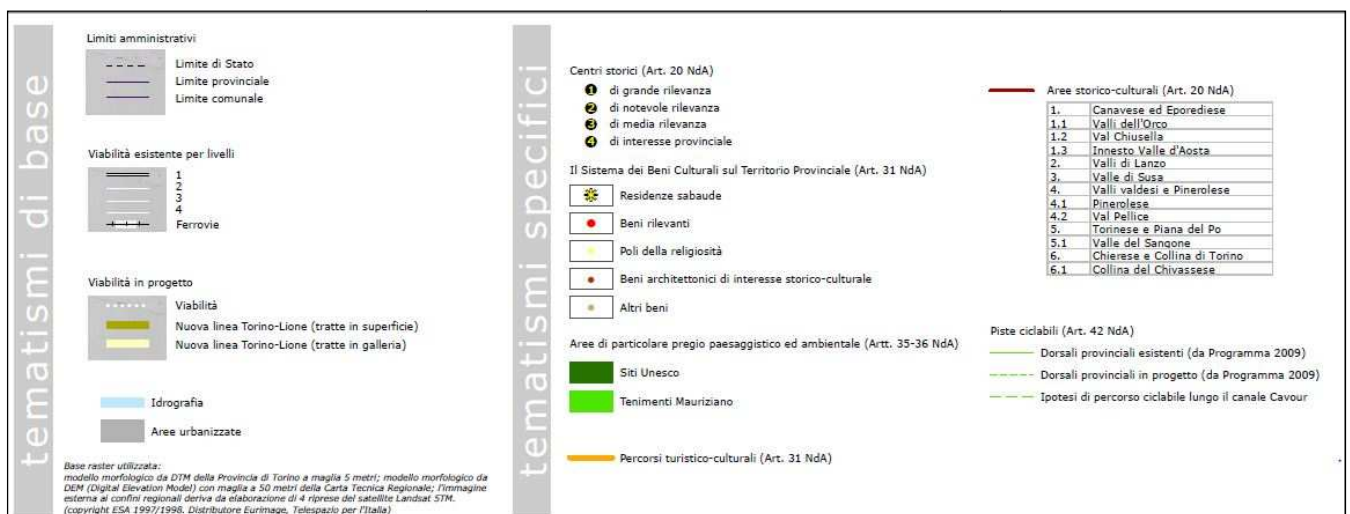 tematismi di base
Limiti amministrativi
Limite di Stato
Limite provinciale
Limite comunale
Viabilità esistente per livelli
1
2
3
4
Ferrovie
Viabilità in progetto
Viabilità
Nuova linea Torino-Lione (tratte in superficie)
Nuova linea Torino-Lione (tratte in galleria)
Idrografia
Aree urbanizzate
Base raster utilizzata:
modello morfologico da DTM della Provincia di Torino a maglia 5 metri; modello morfologico da
DEM (Digital Elevation Model) con maglia a 50 metri della Carta Tecnica Regionale; l'immagine
esterna ai confini regionali deriva da elaborazione di 4 riprese del satellite Landsat 5TM.
(copyright ESA 1997/1998. Distributore Eurimage, Telespazio per l'Italia)
tematismi specifici
Centri storici (Art. 20 NdA)
1 di grande rilevanza
2 di notevole rilevanza
3 di media rilevanza
4 di interesse provinciale
Il Sistema dei Beni Culturali sul Territorio Provinciale (Art. 31 NdA)
Residenze sabaude
Beni rilevanti
Poli della religiosità
Beni architettonici di interesse storico-culturale
Altri beni
Aree di particolare pregio paesaggistico ed ambientale (Artt. 35-36 NdA)
Siti Unesco
Tenimenti Mauriziano
Percorsi turistico-culturali (Art. 31 NdA)
Aree storico-culturali (Art. 20 NdA)
1. Canavese ed Eporediese
1.1 Valli dell'Orco
1.2 Val Chiusella
1.3 Innesto Valle d'Aosta
2. Valli di Lanzo
3. Valle di Susa
4. Valli valdesi e Pinerolese
4.1 Pinerolese
4.2 Val Pellice
5. Torinese e Piana del Po
5.1 Valle del Sangone
6. Chierese e Collina di Torino
6.1 Collina del Chivassese
Piste ciclabili (Art. 42 NdA)
Dorsali provinciali esistenti (da Programma 2009)
Dorsali provinciali in progetto (da Programma 2009)
Ipotesi di percorso ciclabile lungo il canale Cavour